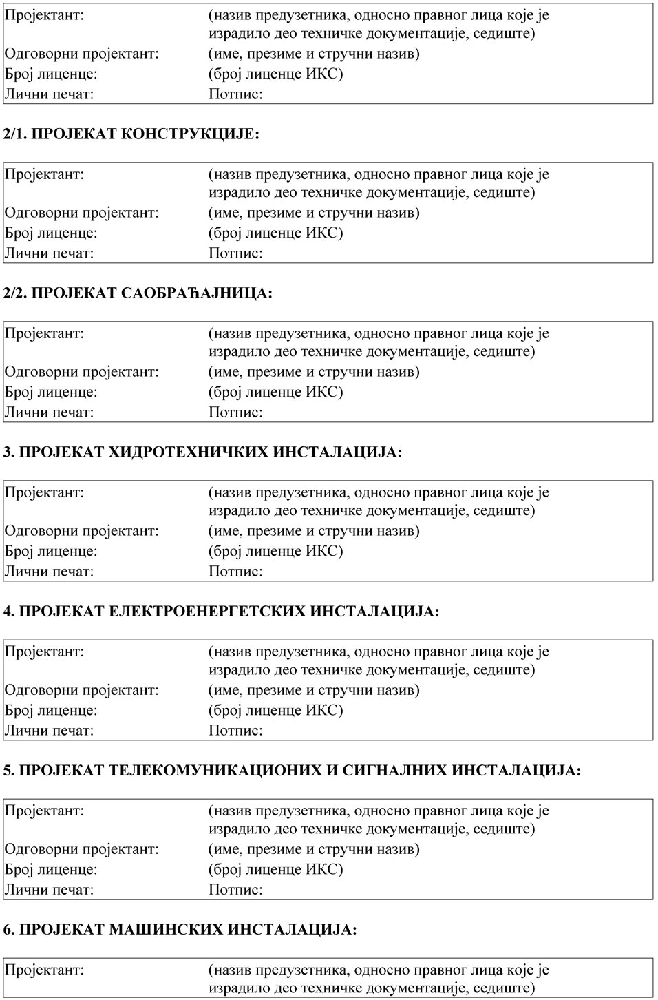 Пројектант: (назив предузетника, односно правног лица које је
израдило део техничке документације, седиште)
Одговорни пројектант: (име, презиме и стручни назив)
Број лиценце: (број лиценце ИКС)
Лични печат: Потпис:
2/1. ПРОЈЕКАТ КОНСТРУКЦИЈЕ:
Пројектант: (назив предузетника, односно правног лица које је
израдило део техничке документације, седиште)
Одговорни пројектант: (име, презиме и стручни назив)
Број лиценце: (број лиценце ИКС)
Лични печат: Потпис:
2/2. ПРОЈЕКАТ САОБРАЋАЈНИЦА:
Пројектант: (назив предузетника, односно правног лица које је
израдило део техничке документације, седиште)
Одговорни пројектант: (име, презиме и стручни назив)
Број лиценце: (број лиценце ИКС)
Лични печат: Потпис:
3. ПРОЈЕКАТ ХИДРОТЕХНИЧКИХ ИНСТАЛАЦИЈА:
Пројектант: (назив предузетника, односно правног лица које је
израдило део техничке документације, седиште)
Одговорни пројектант: (име, презиме и стручни назив)
Број лиценце: (број лиценце ИКС)
Лични печат: Потпис:
4. ПРОЈЕКАТ ЕЛЕКТРОЕНЕРГЕТСКИХ ИНСТАЛАЦИЈА:
Пројектант: (назив предузетника, односно правног лица које је
израдило део техничке документације, седиште)
Одговорни пројектант: (име, презиме и стручни назив)
Број лиценце: (број лиценце ИКС)
Лични печат: Потпис:
5. ПРОЈЕКАТ ТЕЛЕКОМУНИКАЦИОНИХ И СИГНАЛНИХ ИНСТАЛАЦИЈА:
Пројектант: (назив предузетника, односно правног лица које је
израдило део техничке документације, седиште)
Одговорни пројектант: (име, презиме и стручни назив)
Број лиценце: (број лиценце ИКС)
Лични печат: Потпис:
6. ПРОЈЕКАТ МАШИНСКИХ ИНСТАЛАЦИЈА:
Пројектант: (назив предузетника, односно правног лица које је
израдило део техничке документације, седиште)